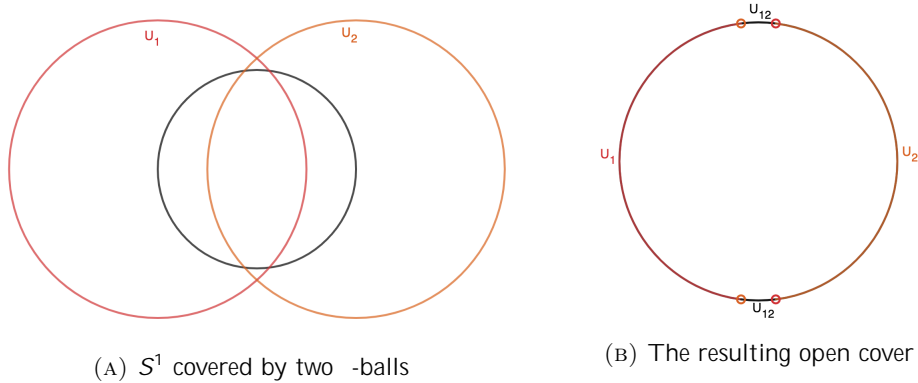 U₁
U₂
U₁₂
U₁
U₂
U₁₂
(A) S¹ covered by two -balls
(B) The resulting open cover